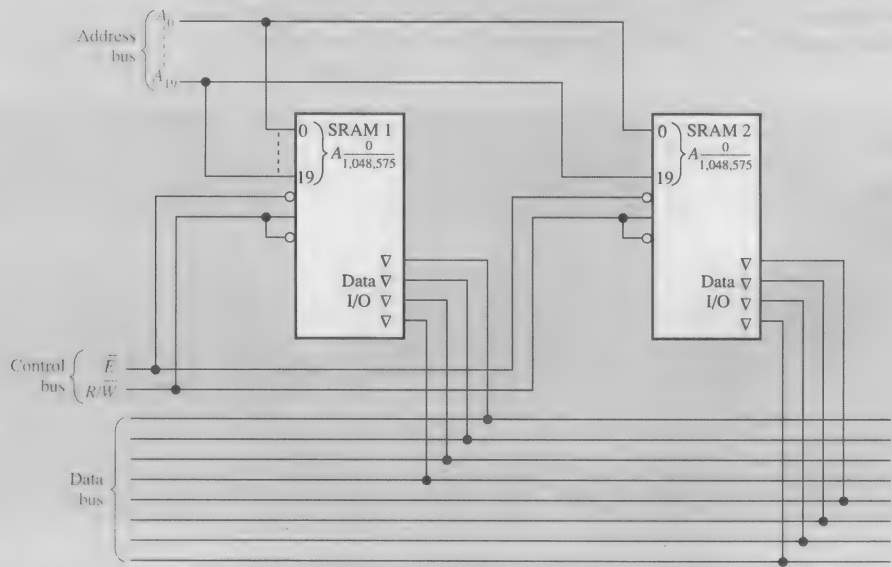 Address bus
A₀
A₁₉
0 SRAM 1
A 0/1,048,575
19
0 SRAM 2
A 0/1,048,575
19
∇
Data ∇
I/O ∇
∇
∇
Data ∇
I/O ∇
∇
Control bus
E̅
R/W̅
Data bus